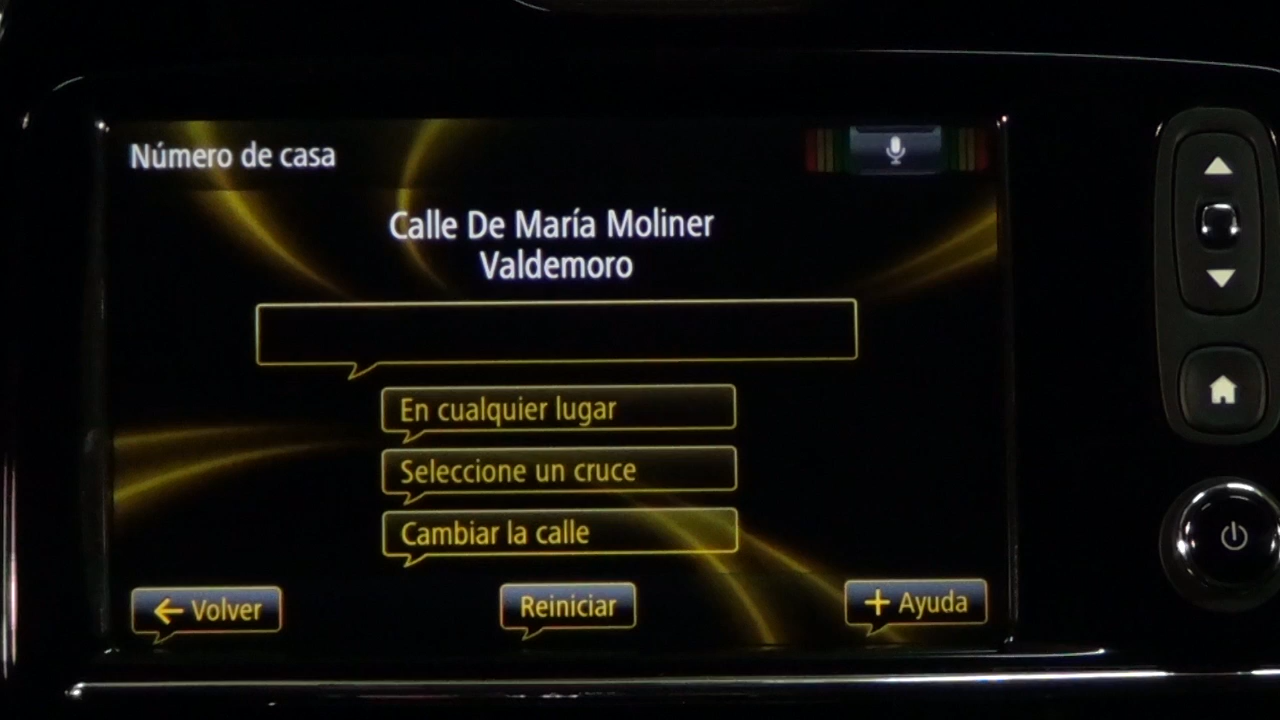 Número de casa
Calle De María Moliner
Valdemoro
En cualquier lugar
Seleccione un cruce
Cambiar la calle
Volver
Reiniciar
Ayuda